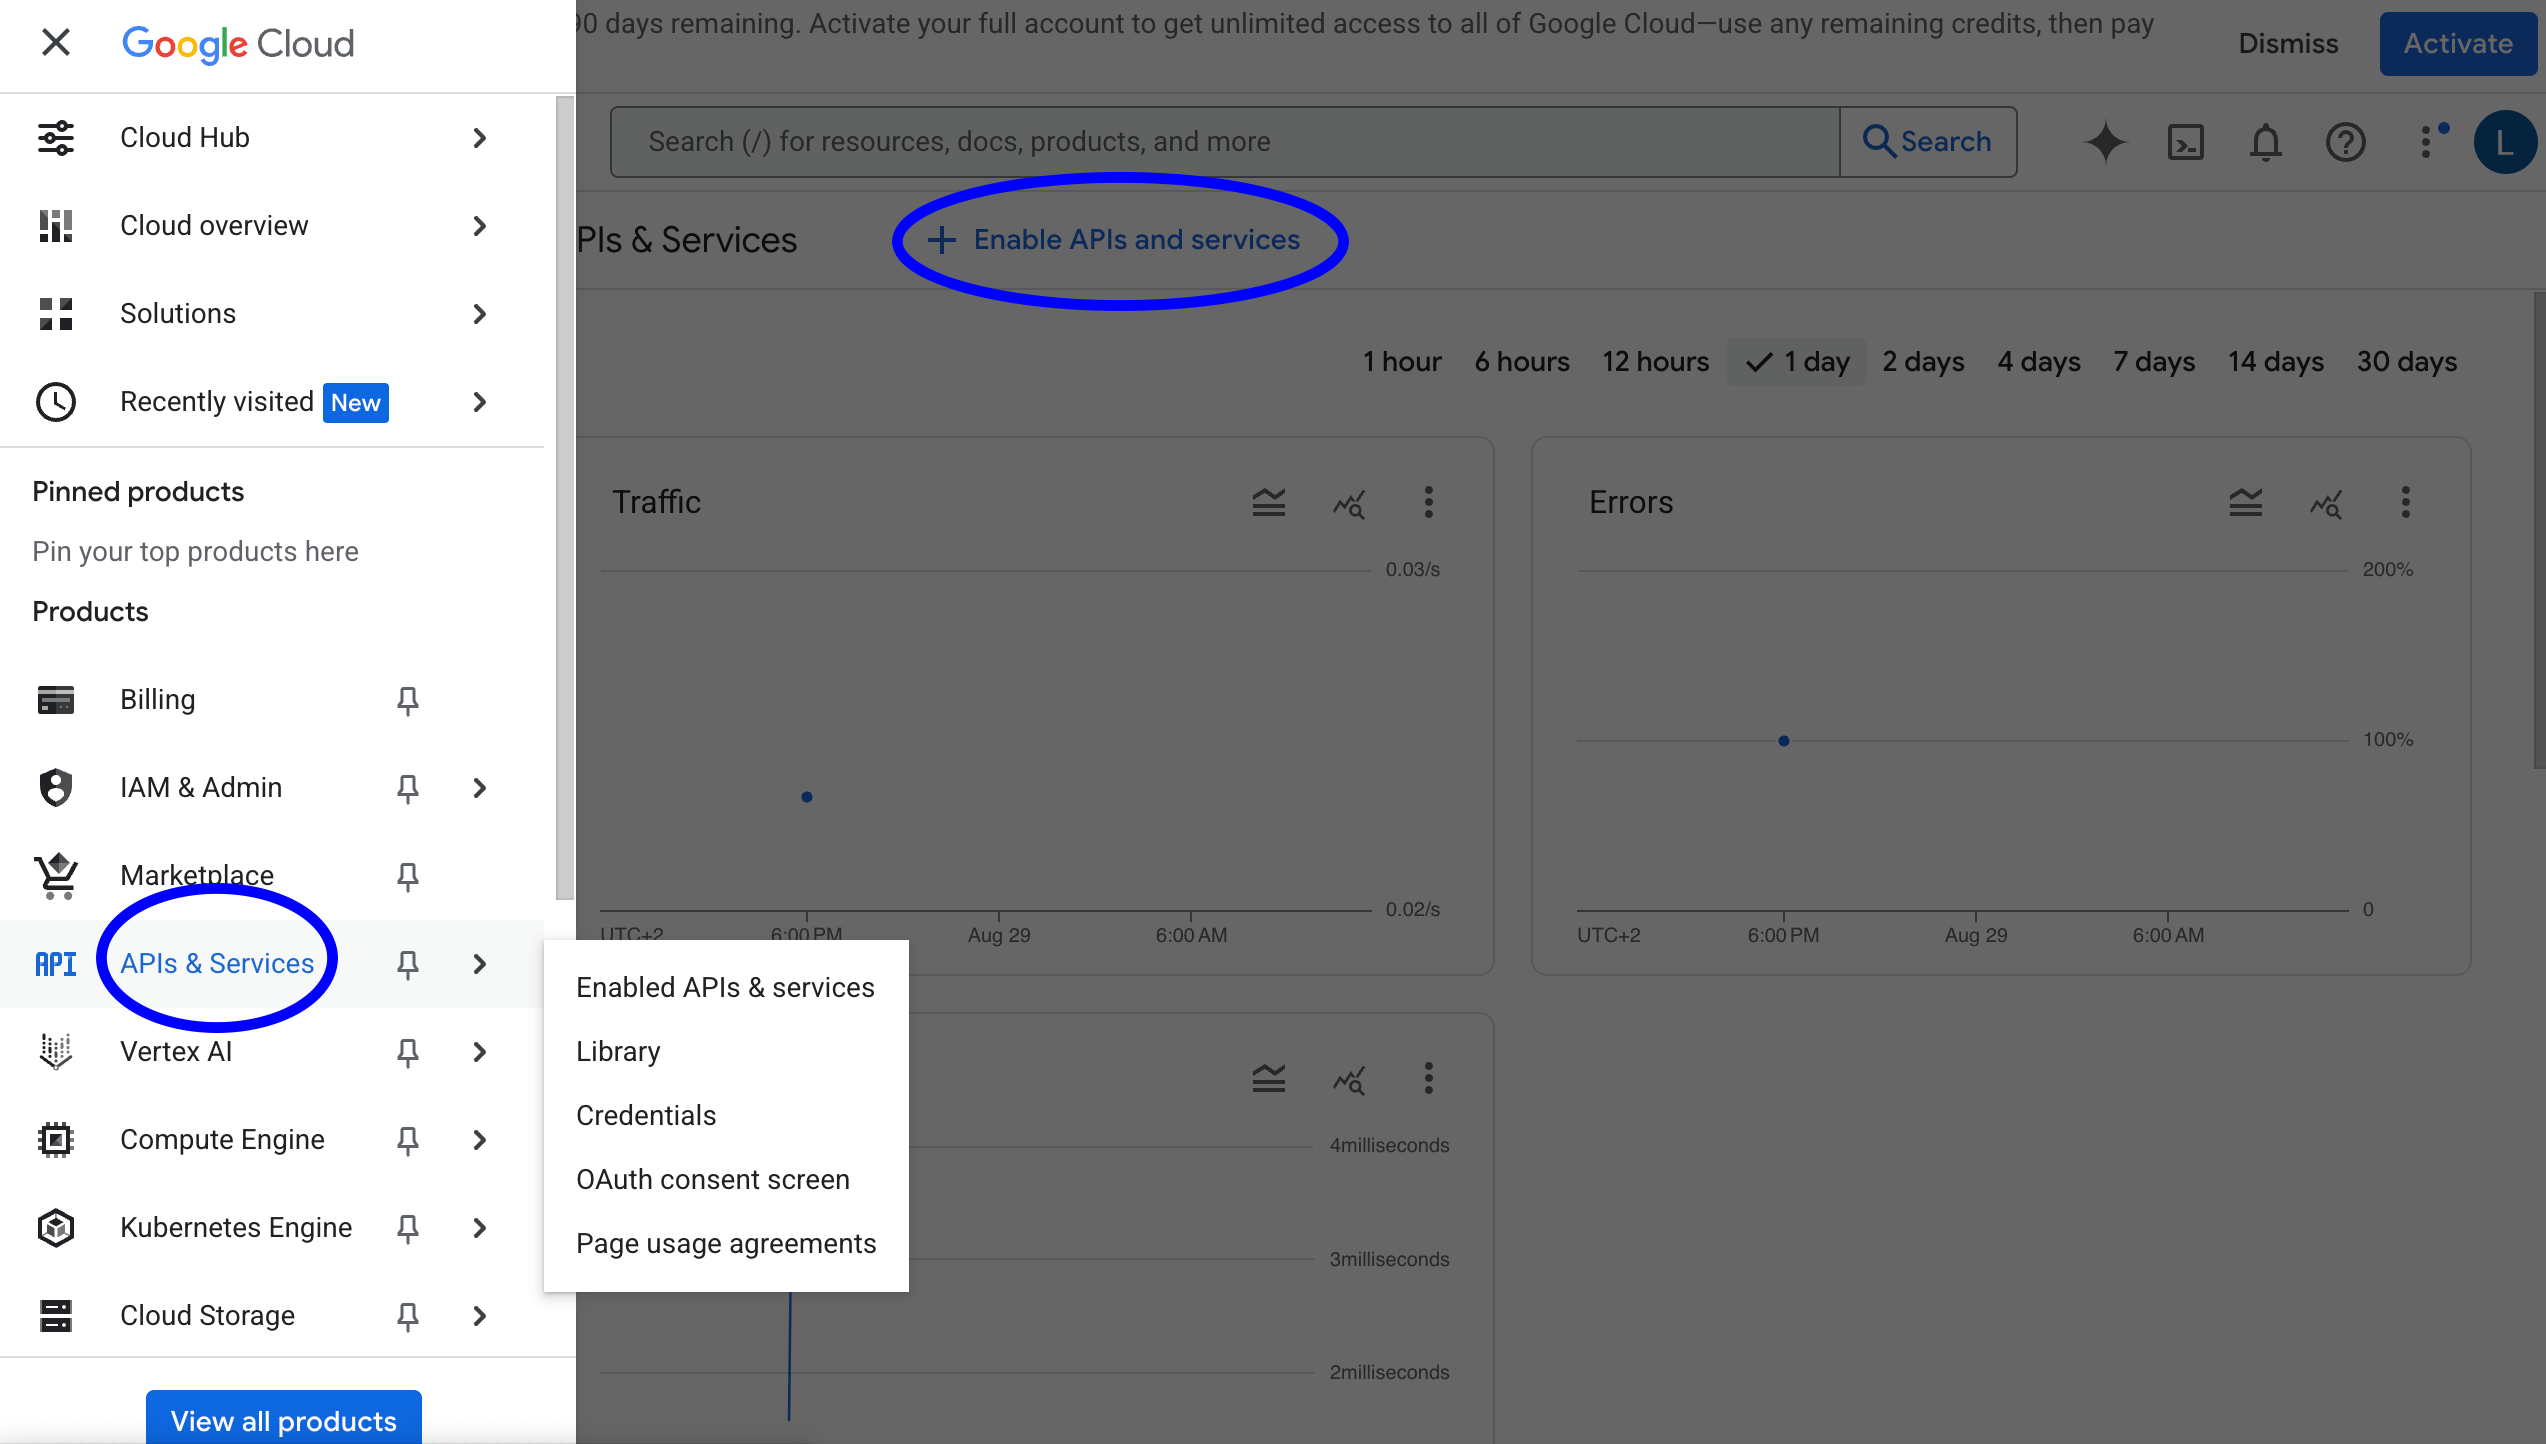 Google Cloud
90 days remaining. Activate your full account to get unlimited access to all of Google Cloud—use any remaining credits, then pay
Dismiss
Activate
Search (/) for resources, docs, products, and more
Search
L
Cloud Hub
Cloud overview
Solutions
Recently visited New
Pinned products
Pin your top products here
Products
Billing
IAM & Admin
Marketplace
API APIs & Services
Vertex AI
Compute Engine
Kubernetes Engine
Cloud Storage
View all products
Enabled APIs & services
Library
Credentials
OAuth consent screen
Page usage agreements
PIs & Services
Enable APIs and services
1 hour 6 hours 12 hours 1 day 2 days 4 days 7 days 14 days 30 days
Traffic
0.03/s
0.02/s
UTC+2 6:00 PM Aug 29 6:00 AM
Errors
200%
100%
0
UTC+2 6:00 PM Aug 29 6:00 AM
4milliseconds
3milliseconds
2milliseconds